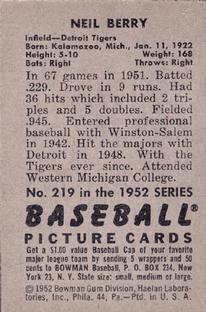 NEIL BERRY
Infield—Detroit Tigers
Born: Kalamazoo, Mich., Jan. 11, 1922
Height: 5-10 Weight: 168
Bats: Right Throws: Right
In 67 games in 1951. Batted
.229. Drove in 9 runs. Had
36 hits which included 2 tri-
ples and 5 doubles. Fielded
.945. Entered professional
baseball with Winston-Salem
in 1942. Hit the majors with
Detroit in 1948. With the
Tigers ever since. Attended
Western Michigan College.
No. 219 in the 1952 SERIES
BASEBALL®
PICTURE CARDS
Get a $1.00 value Baseball Cap of your favorite
major league team by sending 5 wrappers and
50 cents to BOWMAN Baseball, P. O. BOX 234, New
York 23, N. Y. STATE size: small, medium or large.
©1952 Bowman Gum Division, Haelan Labora-
tories, Inc., Phila. 44, Pa.—Ptd. in U. S. A.